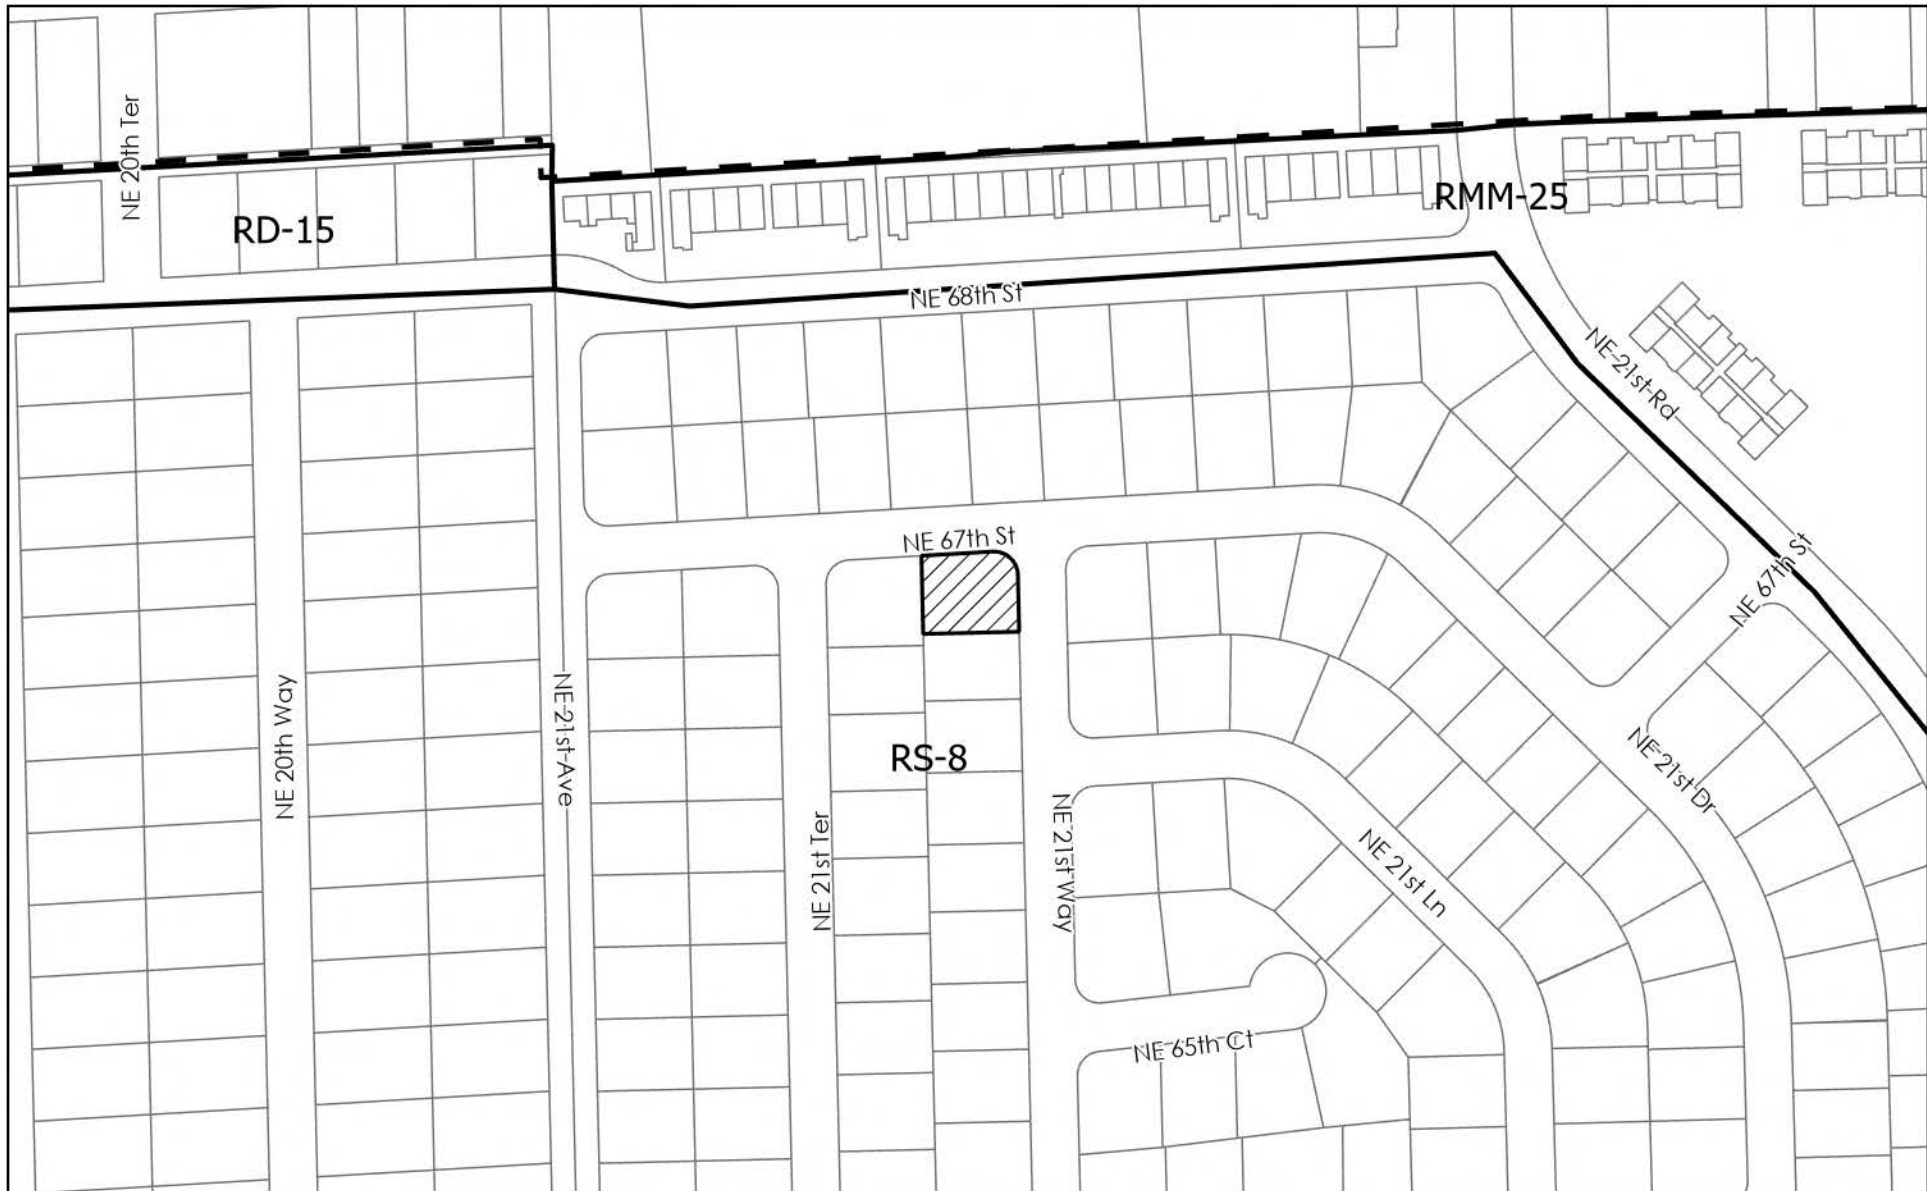 NE 20th Ter
RD-15
RMM-25
NE 68th St
NE 21st Rd
NE 67th St
NE 67th St
NE 20th Way
NE 21st Ave
RS-8
NE 21st Ter
NE 21st Way
NE 21st Dr
NE 21st Ln
NE 65th Ct